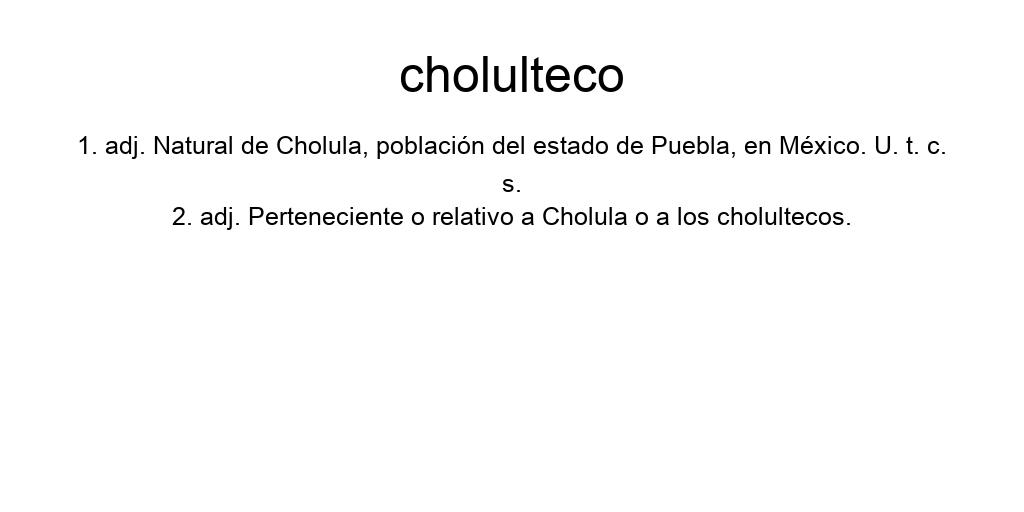 cholulteco
1. adj. Natural de Cholula, población del estado de Puebla, en México. U. t. c.
s.
2. adj. Perteneciente o relativo a Cholula o a los cholultecos.